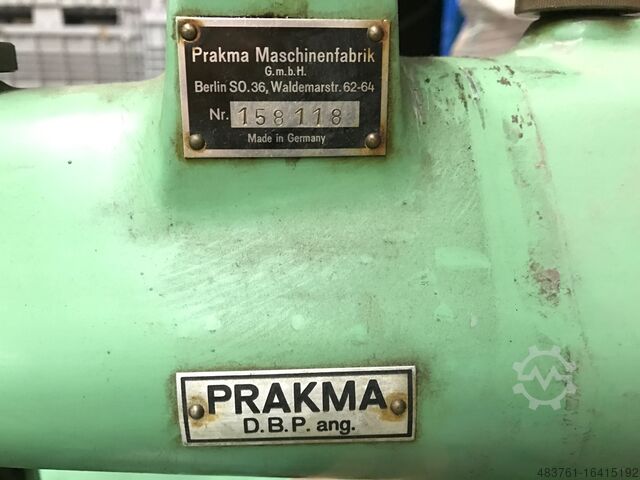 Prakma Maschinenfabrik
G.m.b.H.
Berlin SO.36, Waldemarstr. 62-64
Nr. 158118
Made in Germany
PRAKMA
D.B.P. ang.
483761-16415192